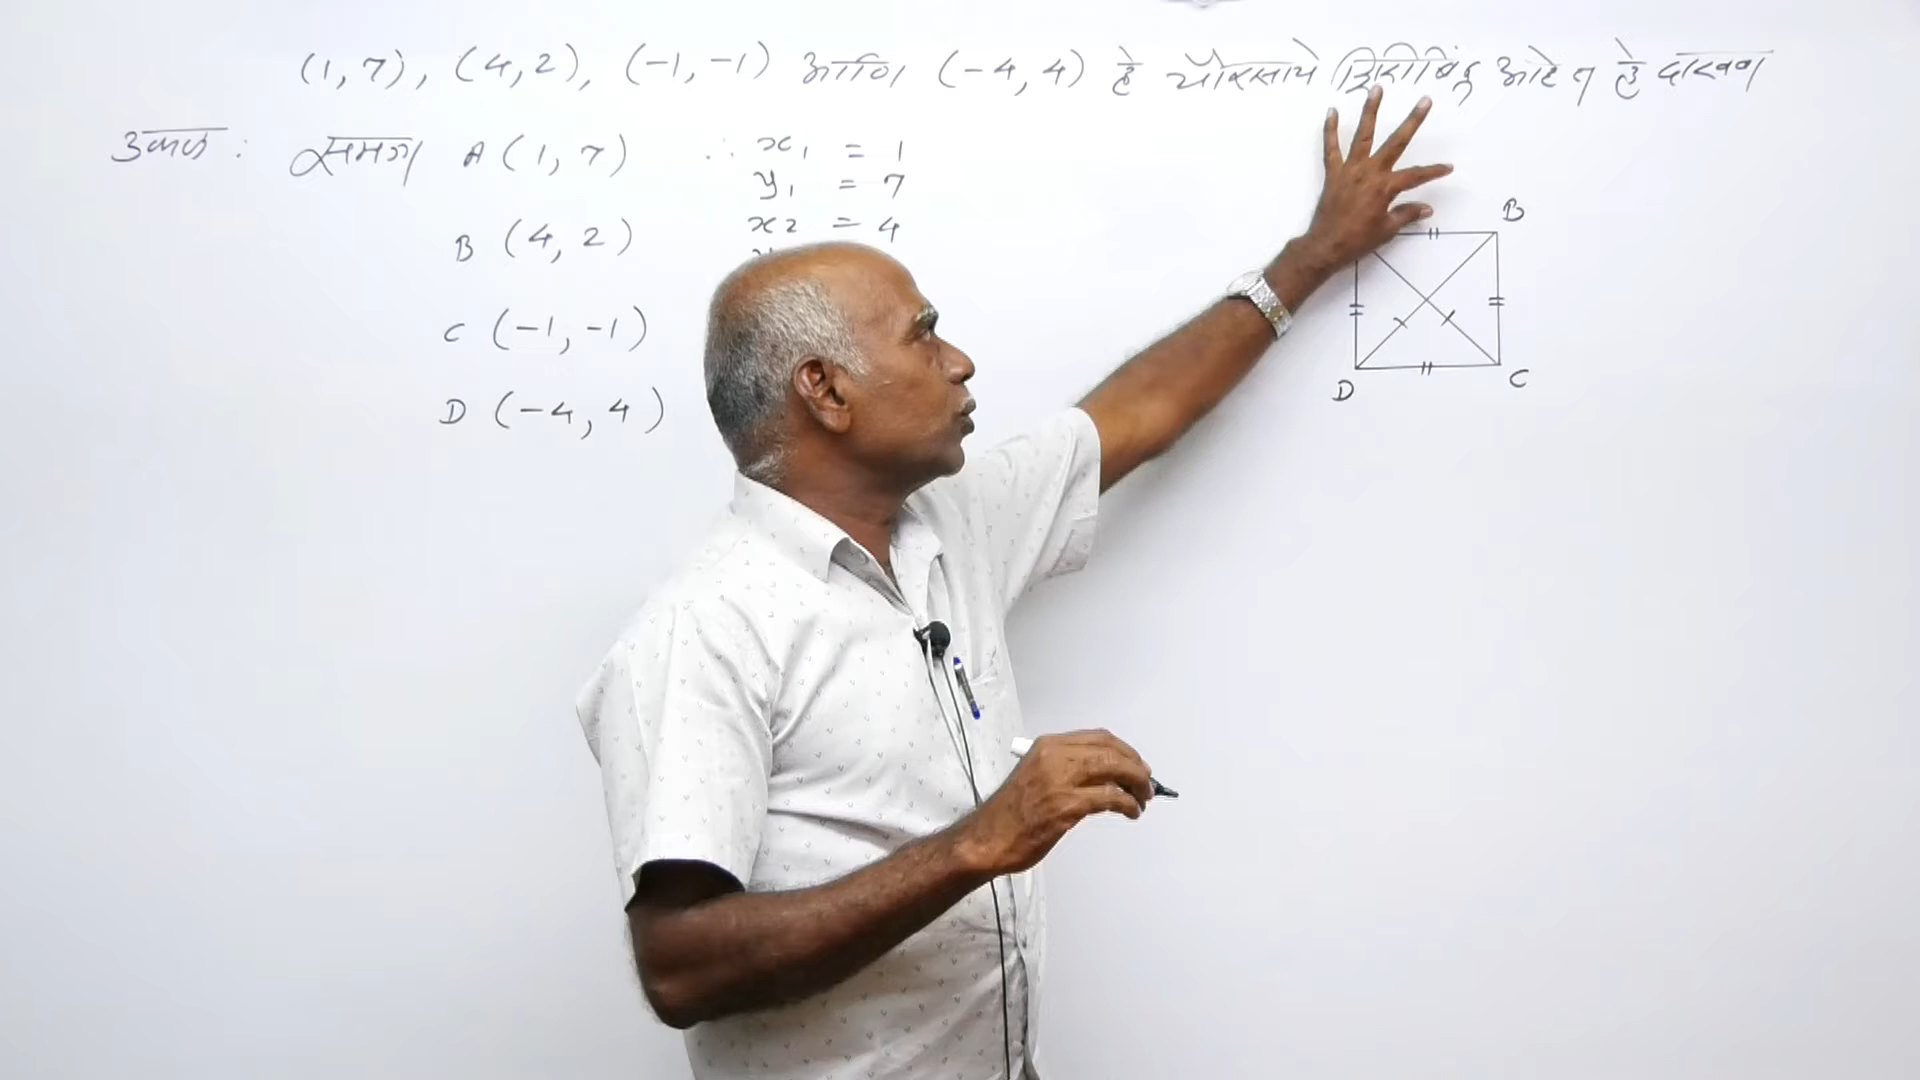 (1, 7), (4, 2), (-1, -1) आणि (-4, 4) हे चौरसाचे शिरोबिंदू आहेत हे दाखवा
उकल : समजा A (1, 7) ∴ x₁ = 1
y₁ = 7
B (4, 2) x₂ = 4
C (-1, -1)
D (-4, 4)
B
D C